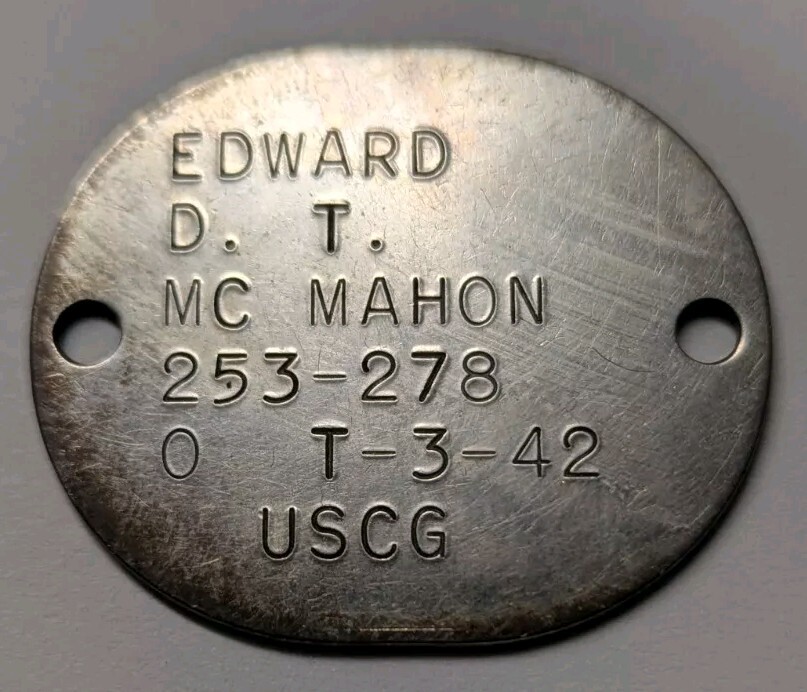 EDWARD
D. T.
MC MAHON
253-278
O T-3-42
USCG